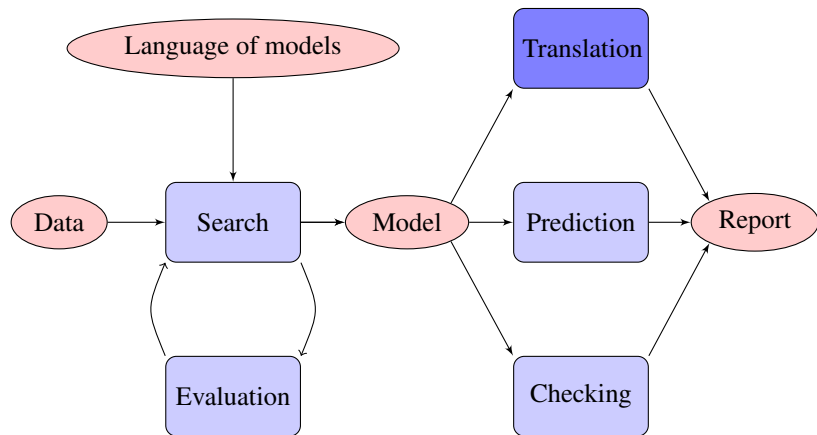 Language of models
Translation
Data
Search
Model
Prediction
Report
Evaluation
Checking